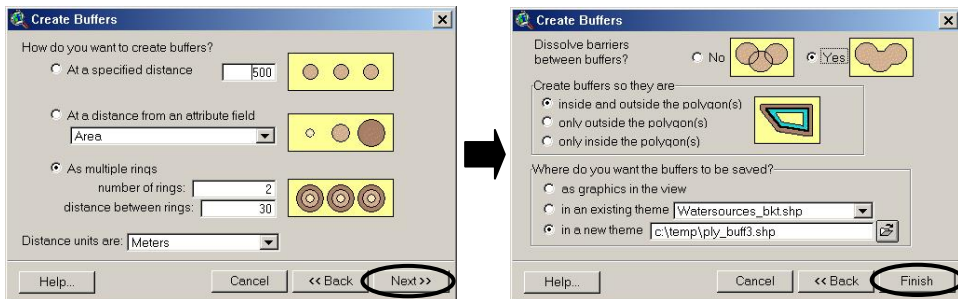 Create Buffers
How do you want to create buffers?
At a specified distance 500
At a distance from an attribute field
Area
As multiple rings
number of rings: 2
distance between rings: 30
Distance units are: Meters
Help... Cancel << Back Next >>
Create Buffers
Dissolve barriers
between buffers? No Yes
Create buffers so they are
inside and outside the polygon(s)
only outside the polygon(s)
only inside the polygon(s)
Where do you want the buffers to be saved?
as graphics in the view
in an existing theme Watersources_bkt.shp
in a new theme c:\temp\ply_buff3.shp
Help... Cancel << Back Finish